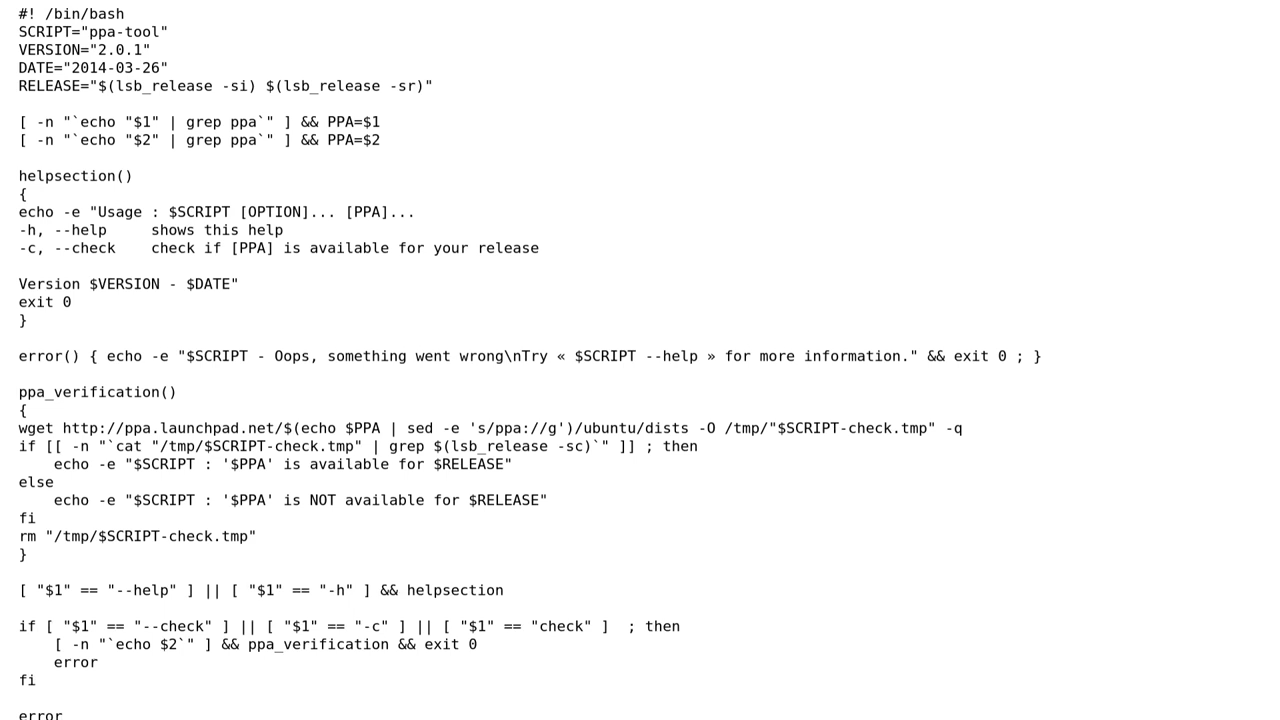 #! /bin/bash
SCRIPT="ppa-tool"
VERSION="2.0.1"
DATE="2014-03-26"
RELEASE="$(lsb_release -si) $(lsb_release -sr)"

[ -n "`echo "$1" | grep ppa`" ] && PPA=$1
[ -n "`echo "$2" | grep ppa`" ] && PPA=$2

helpsection()
{
echo -e "Usage : $SCRIPT [OPTION]... [PPA]...
-h, --help     shows this help
-c, --check    check if [PPA] is available for your release

Version $VERSION - $DATE"
exit 0
}

error() { echo -e "$SCRIPT - Oops, something went wrong\nTry « $SCRIPT --help » for more information." && exit 0 ; }

ppa_verification()
{
wget http://ppa.launchpad.net/$(echo $PPA | sed -e 's/ppa://g')/ubuntu/dists -O /tmp/"$SCRIPT-check.tmp" -q
if [[ -n "`cat "/tmp/$SCRIPT-check.tmp" | grep $(lsb_release -sc)`" ]] ; then
    echo -e "$SCRIPT : '$PPA' is available for $RELEASE"
else
    echo -e "$SCRIPT : '$PPA' is NOT available for $RELEASE"
fi
rm "/tmp/$SCRIPT-check.tmp"
}

[ "$1" == "--help" ] || [ "$1" == "-h" ] && helpsection

if [ "$1" == "--check" ] || [ "$1" == "-c" ] || [ "$1" == "check" ]  ; then
    [ -n "`echo $2`" ] && ppa_verification && exit 0
    error
fi

error